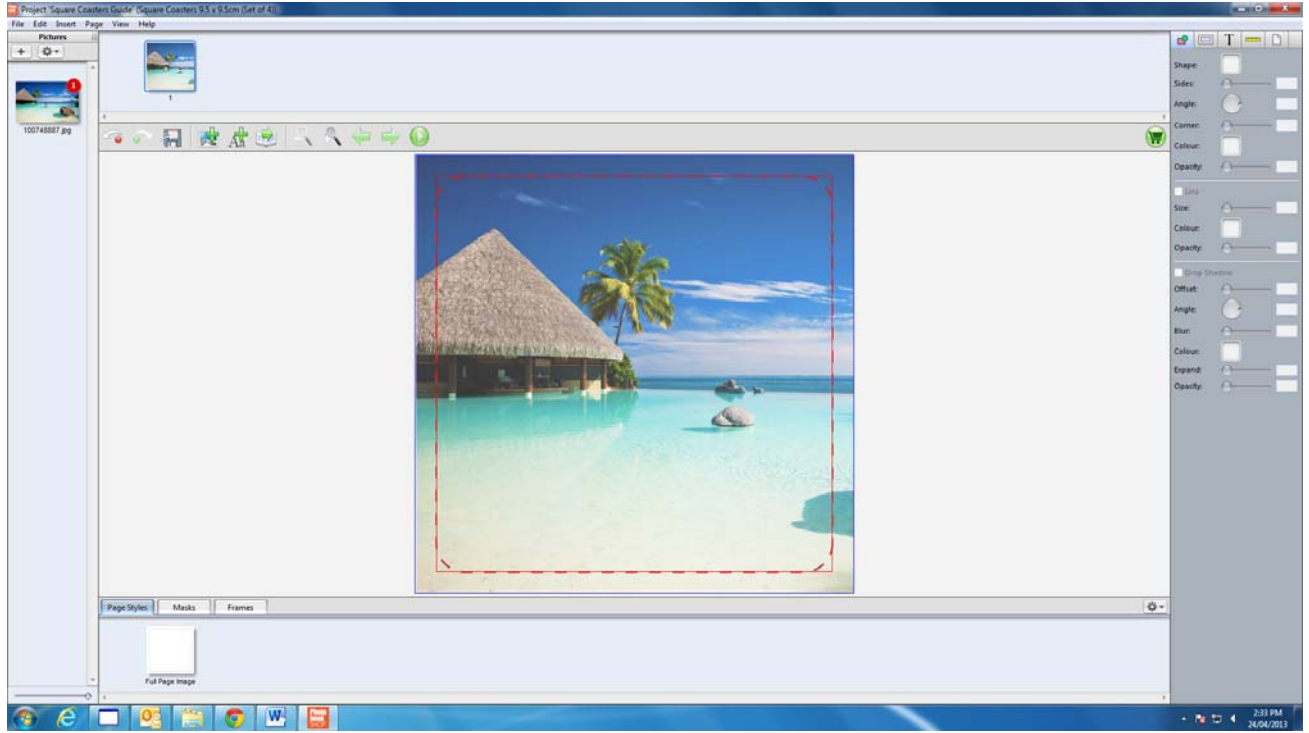 Project 'Square Coasters Guide' (Square Coasters 9.5 x 9.5cm (Set of 4))
File Edit Insert Page View Help
Pictures
1
100748887.jpg
1
T
Shape:
Sides:
Angle:
Corner:
Colour:
Opacity:
Line
Size:
Colour:
Opacity:
Drop Shadow
Offset:
Angle:
Blur:
Colour:
Expand:
Opacity:
Page Styles Masks Frames
Full Page Image
2:33 PM
24/04/2013